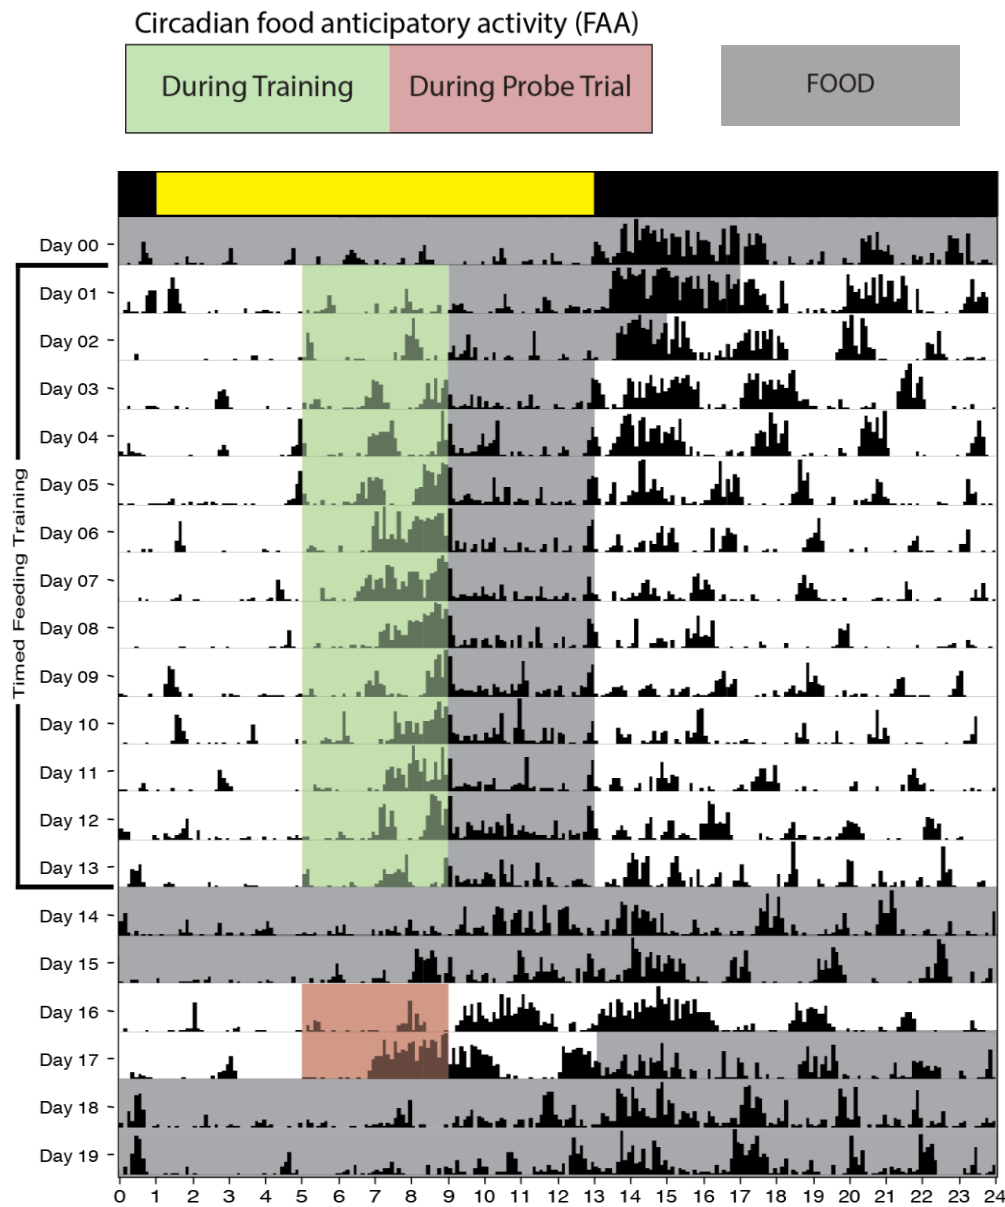 Circadian food anticipatory activity (FAA)
During Training
During Probe Trial
FOOD
Timed Feeding Training
Day 00
Day 01
Day 02
Day 03
Day 04
Day 05
Day 06
Day 07
Day 08
Day 09
Day 10
Day 11
Day 12
Day 13
Day 14
Day 15
Day 16
Day 17
Day 18
Day 19
0 1 2 3 4 5 6 7 8 9 10 11 12 13 14 15 16 17 18 19 20 21 22 23 24